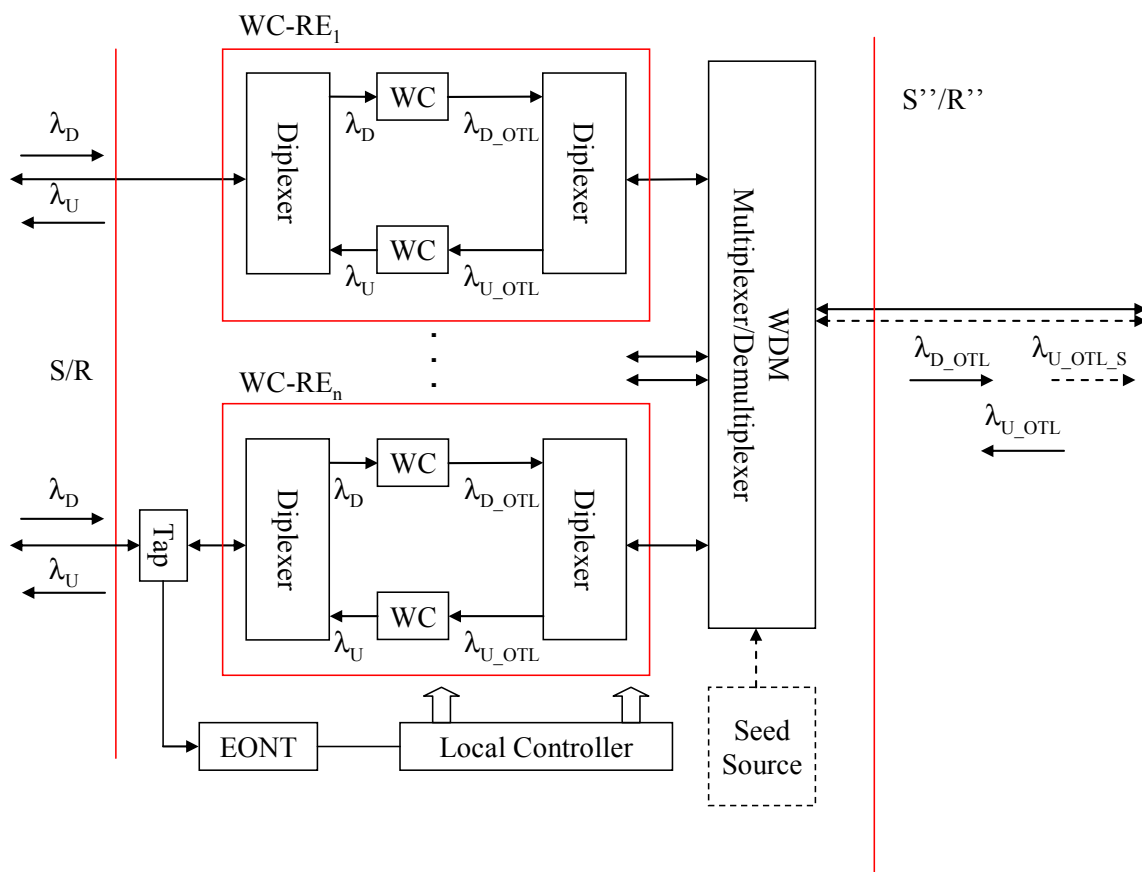 WC-RE1
S’’/R’’
λD
λU
Diplexer
WC
λD
λD_OTL
WC
λU
λU_OTL
Diplexer
WDM
Multiplexer/Demultiplexer
S/R
WC-REn
λD_OTL
λU_OTL_S
λU_OTL
λD
λU
Tap
Diplexer
WC
λD
λD_OTL
WC
λU
λU_OTL
Diplexer
EONT
Local Controller
Seed
Source